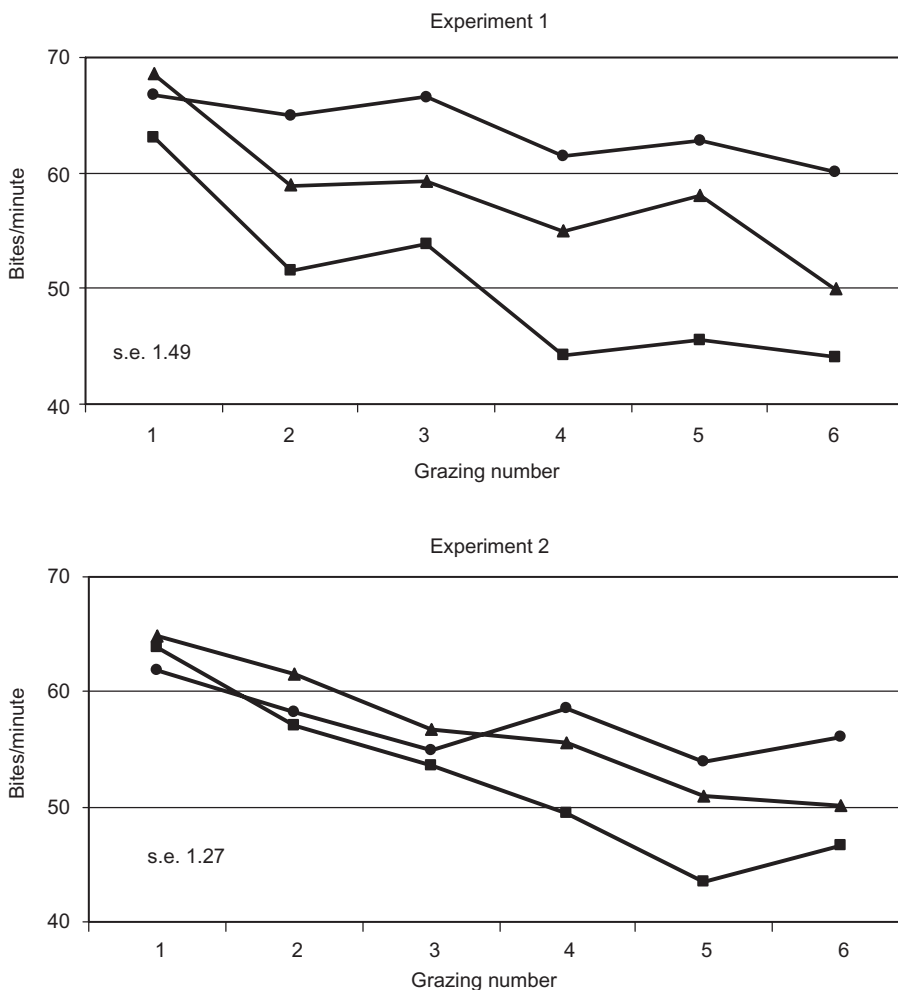 Experiment 1
70
60
50
40
Bites/minute
s.e. 1.49
1 2 3 4 5 6
Grazing number
Experiment 2
70
60
50
40
Bites/minute
s.e. 1.27
1 2 3 4 5 6
Grazing number